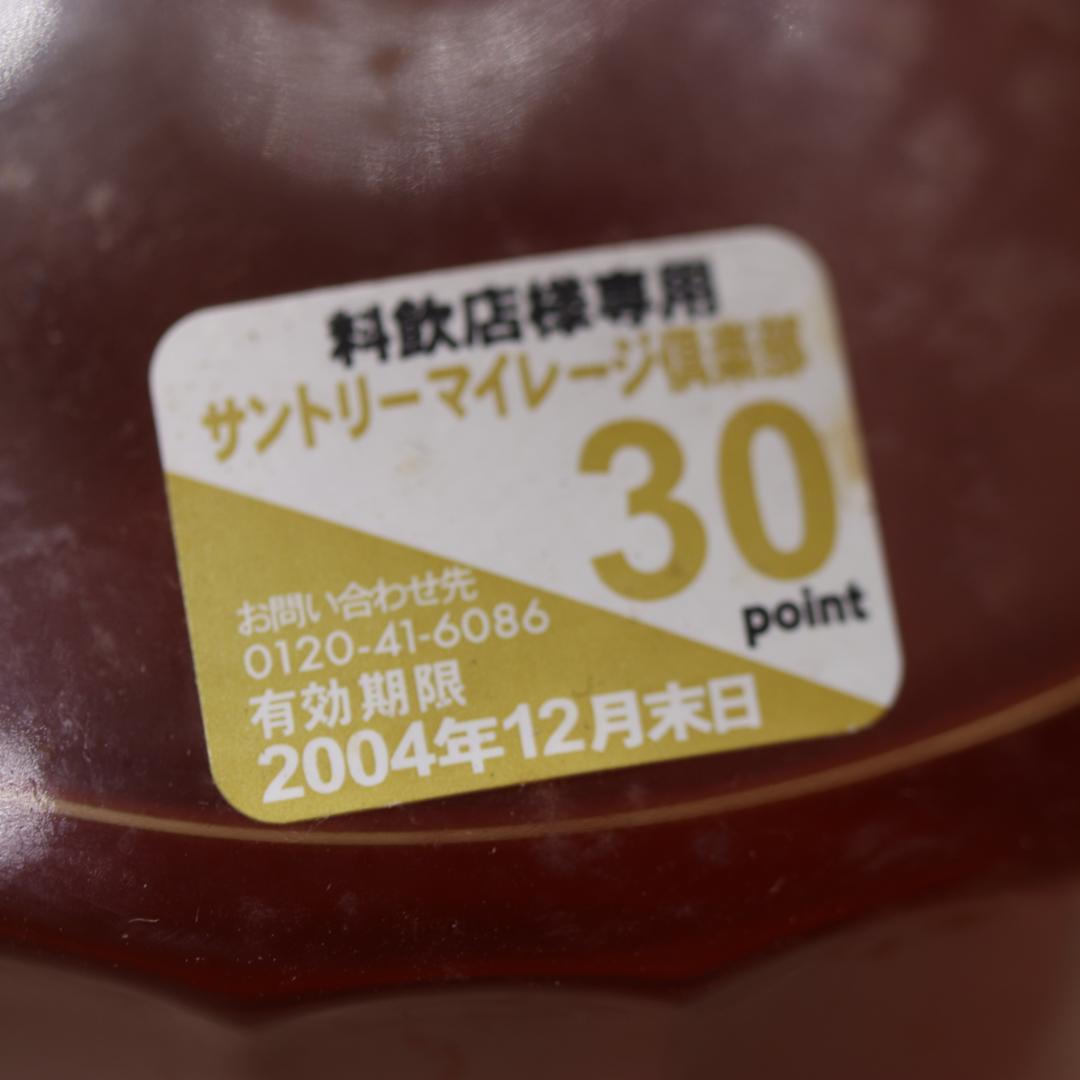 料飲店様専用
サントリーマイレージ倶楽部
30
point
お問い合わせ先
0120-41-6086
有効期限
2004年12月末日